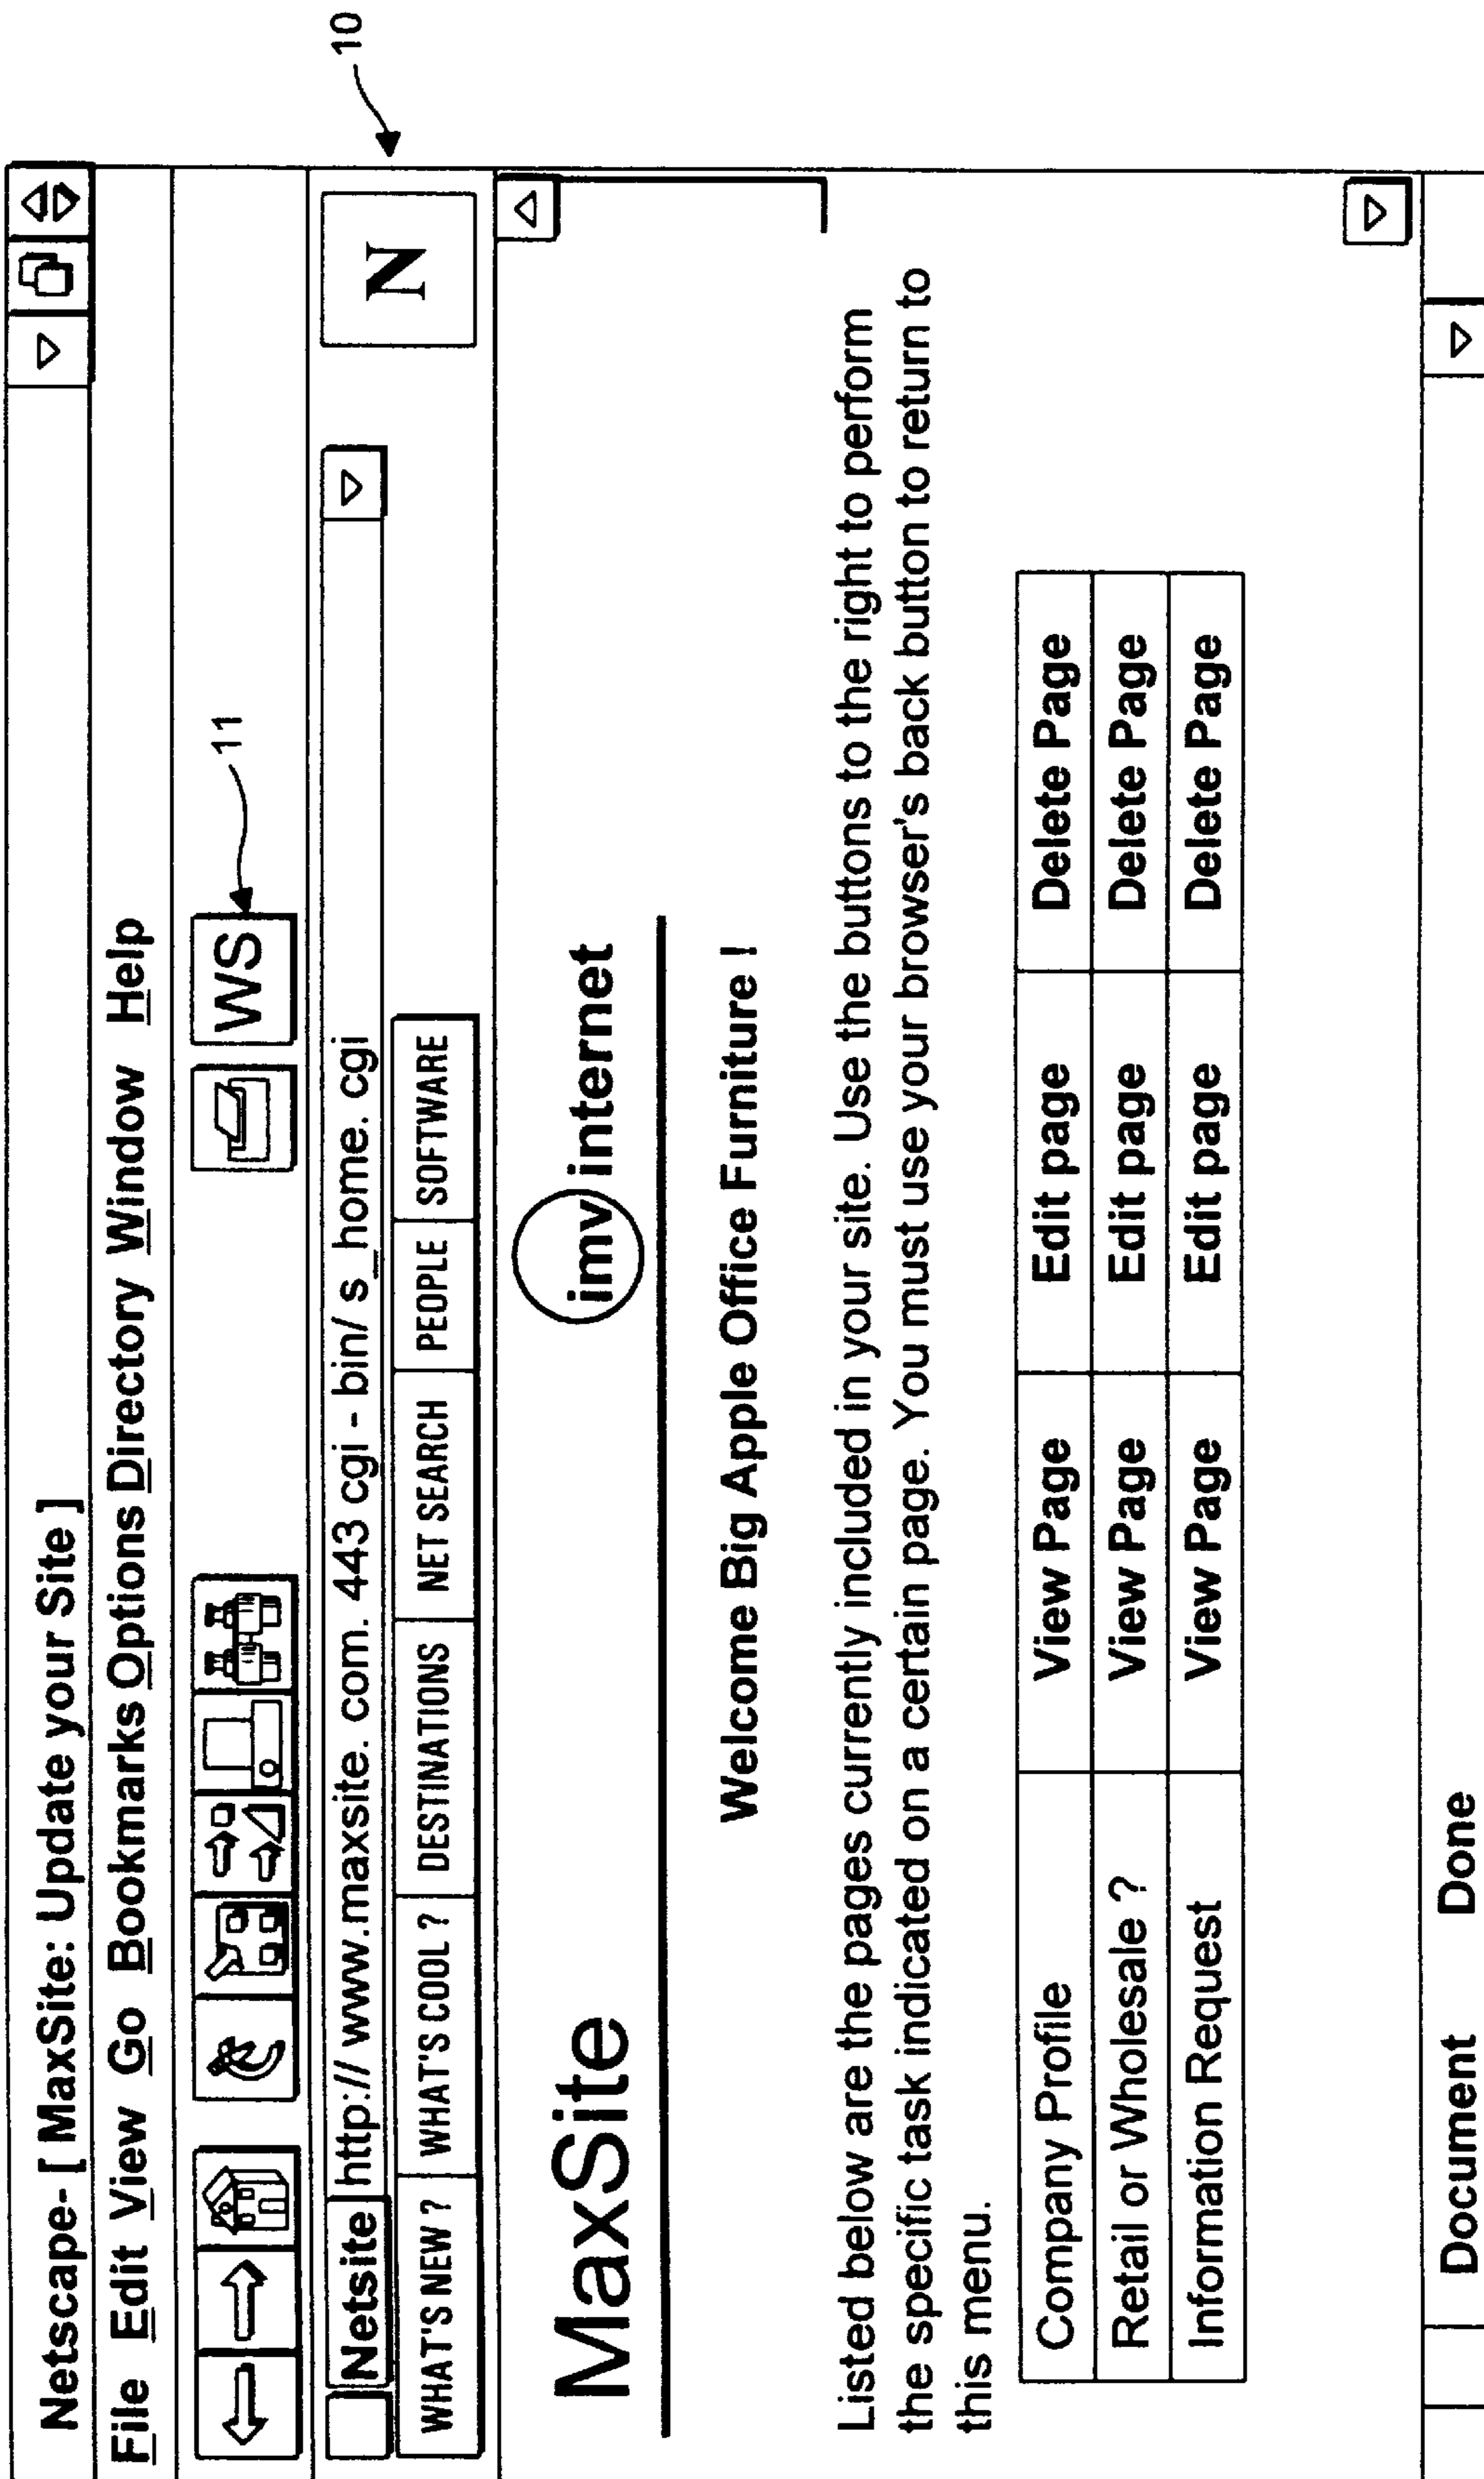 Netscape- [ MaxSite: Update your Site ]
File Edit View Go Bookmarks Options Directory Window Help
WS
11
10
Netsite http:// www.maxsite. com. 443 cgi - bin/ s_home. cgi
N
WHAT'S NEW ? WHAT'S COOL ? DESTINATIONS NET SEARCH PEOPLE SOFTWARE
MaxSite
imv internet
Welcome Big Apple Office Furniture !
Listed below are the pages currently included in your site. Use the buttons to the right to perform
the specific task indicated on a certain page. You must use your browser's back button to return to
this menu.
Company Profile View Page Edit page Delete Page
Retail or Wholesale ? View Page Edit page Delete Page
Information Request View Page Edit page Delete Page
Document Done